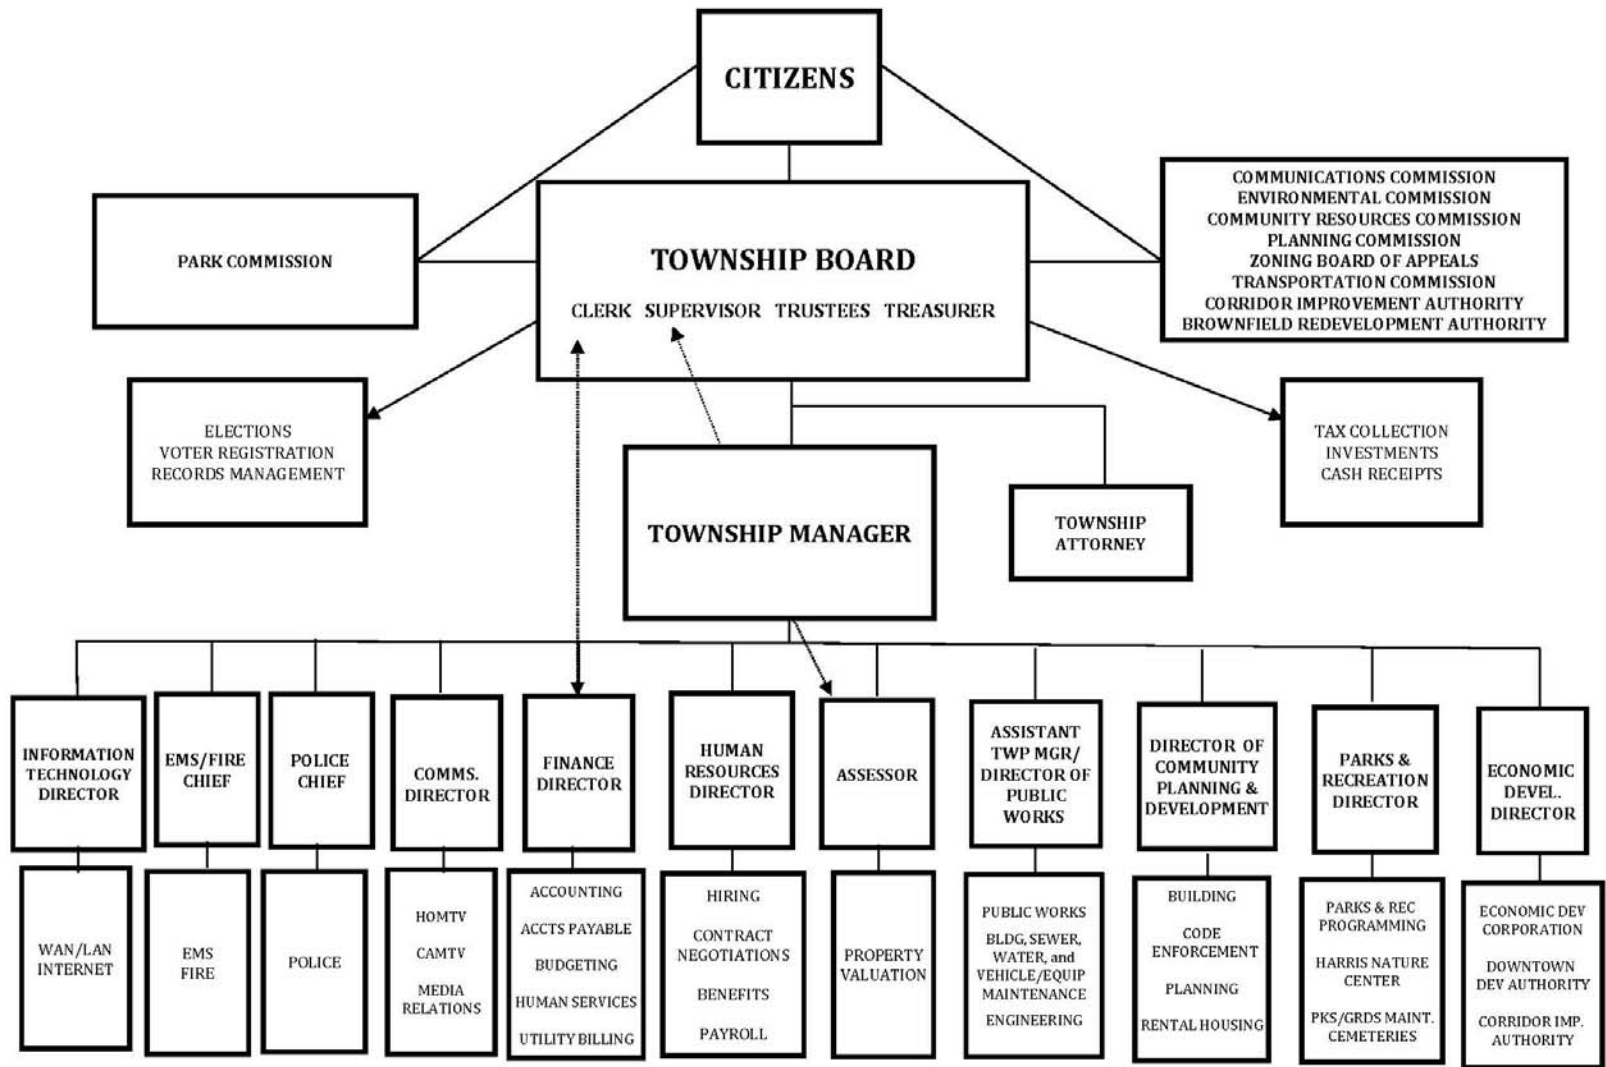 CITIZENS
PARK COMMISSION
TOWNSHIP BOARD
CLERK SUPERVISOR TRUSTEES TREASURER
COMMUNICATIONS COMMISSION
ENVIRONMENTAL COMMISSION
COMMUNITY RESOURCES COMMISSION
PLANNING COMMISSION
ZONING BOARD OF APPEALS
TRANSPORTATION COMMISSION
CORRIDOR IMPROVEMENT AUTHORITY
BROWNFIELD REDEVELOPMENT AUTHORITY
ELECTIONS
VOTER REGISTRATION
RECORDS MANAGEMENT
TAX COLLECTION
INVESTMENTS
CASH RECEIPTS
TOWNSHIP MANAGER
TOWNSHIP
ATTORNEY
INFORMATION
TECHNOLOGY
DIRECTOR
EMS/FIRE
CHIEF
POLICE
CHIEF
COMMS.
DIRECTOR
FINANCE
DIRECTOR
HUMAN
RESOURCES
DIRECTOR
ASSESSOR
ASSISTANT
TWP MGR/
DIRECTOR OF
PUBLIC
WORKS
DIRECTOR OF
COMMUNITY
PLANNING &
DEVELOPMENT
PARKS &
RECREATION
DIRECTOR
ECONOMIC
DEVEL.
DIRECTOR
WAN/LAN
INTERNET
EMS
FIRE
POLICE
HOMTV
CAMTV
MEDIA
RELATIONS
ACCOUNTING
ACCTS PAYABLE
BUDGETING
HUMAN SERVICES
UTILITY BILLING
HIRING
CONTRACT
NEGOTIATIONS
BENEFITS
PAYROLL
PROPERTY
VALUATION
PUBLIC WORKS
BLDG, SEWER,
WATER, and
VEHICLE/EQUIP
MAINTENANCE
ENGINEERING
BUILDING
CODE
ENFORCEMENT
PLANNING
RENTAL HOUSING
PARKS & REC
PROGRAMMING
HARRIS NATURE
CENTER
PKS/GRDS MAINT.
CEMETERIES
ECONOMIC DEV
CORPORATION
DOWNTOWN
DEV AUTHORITY
CORRIDOR IMP.
AUTHORITY